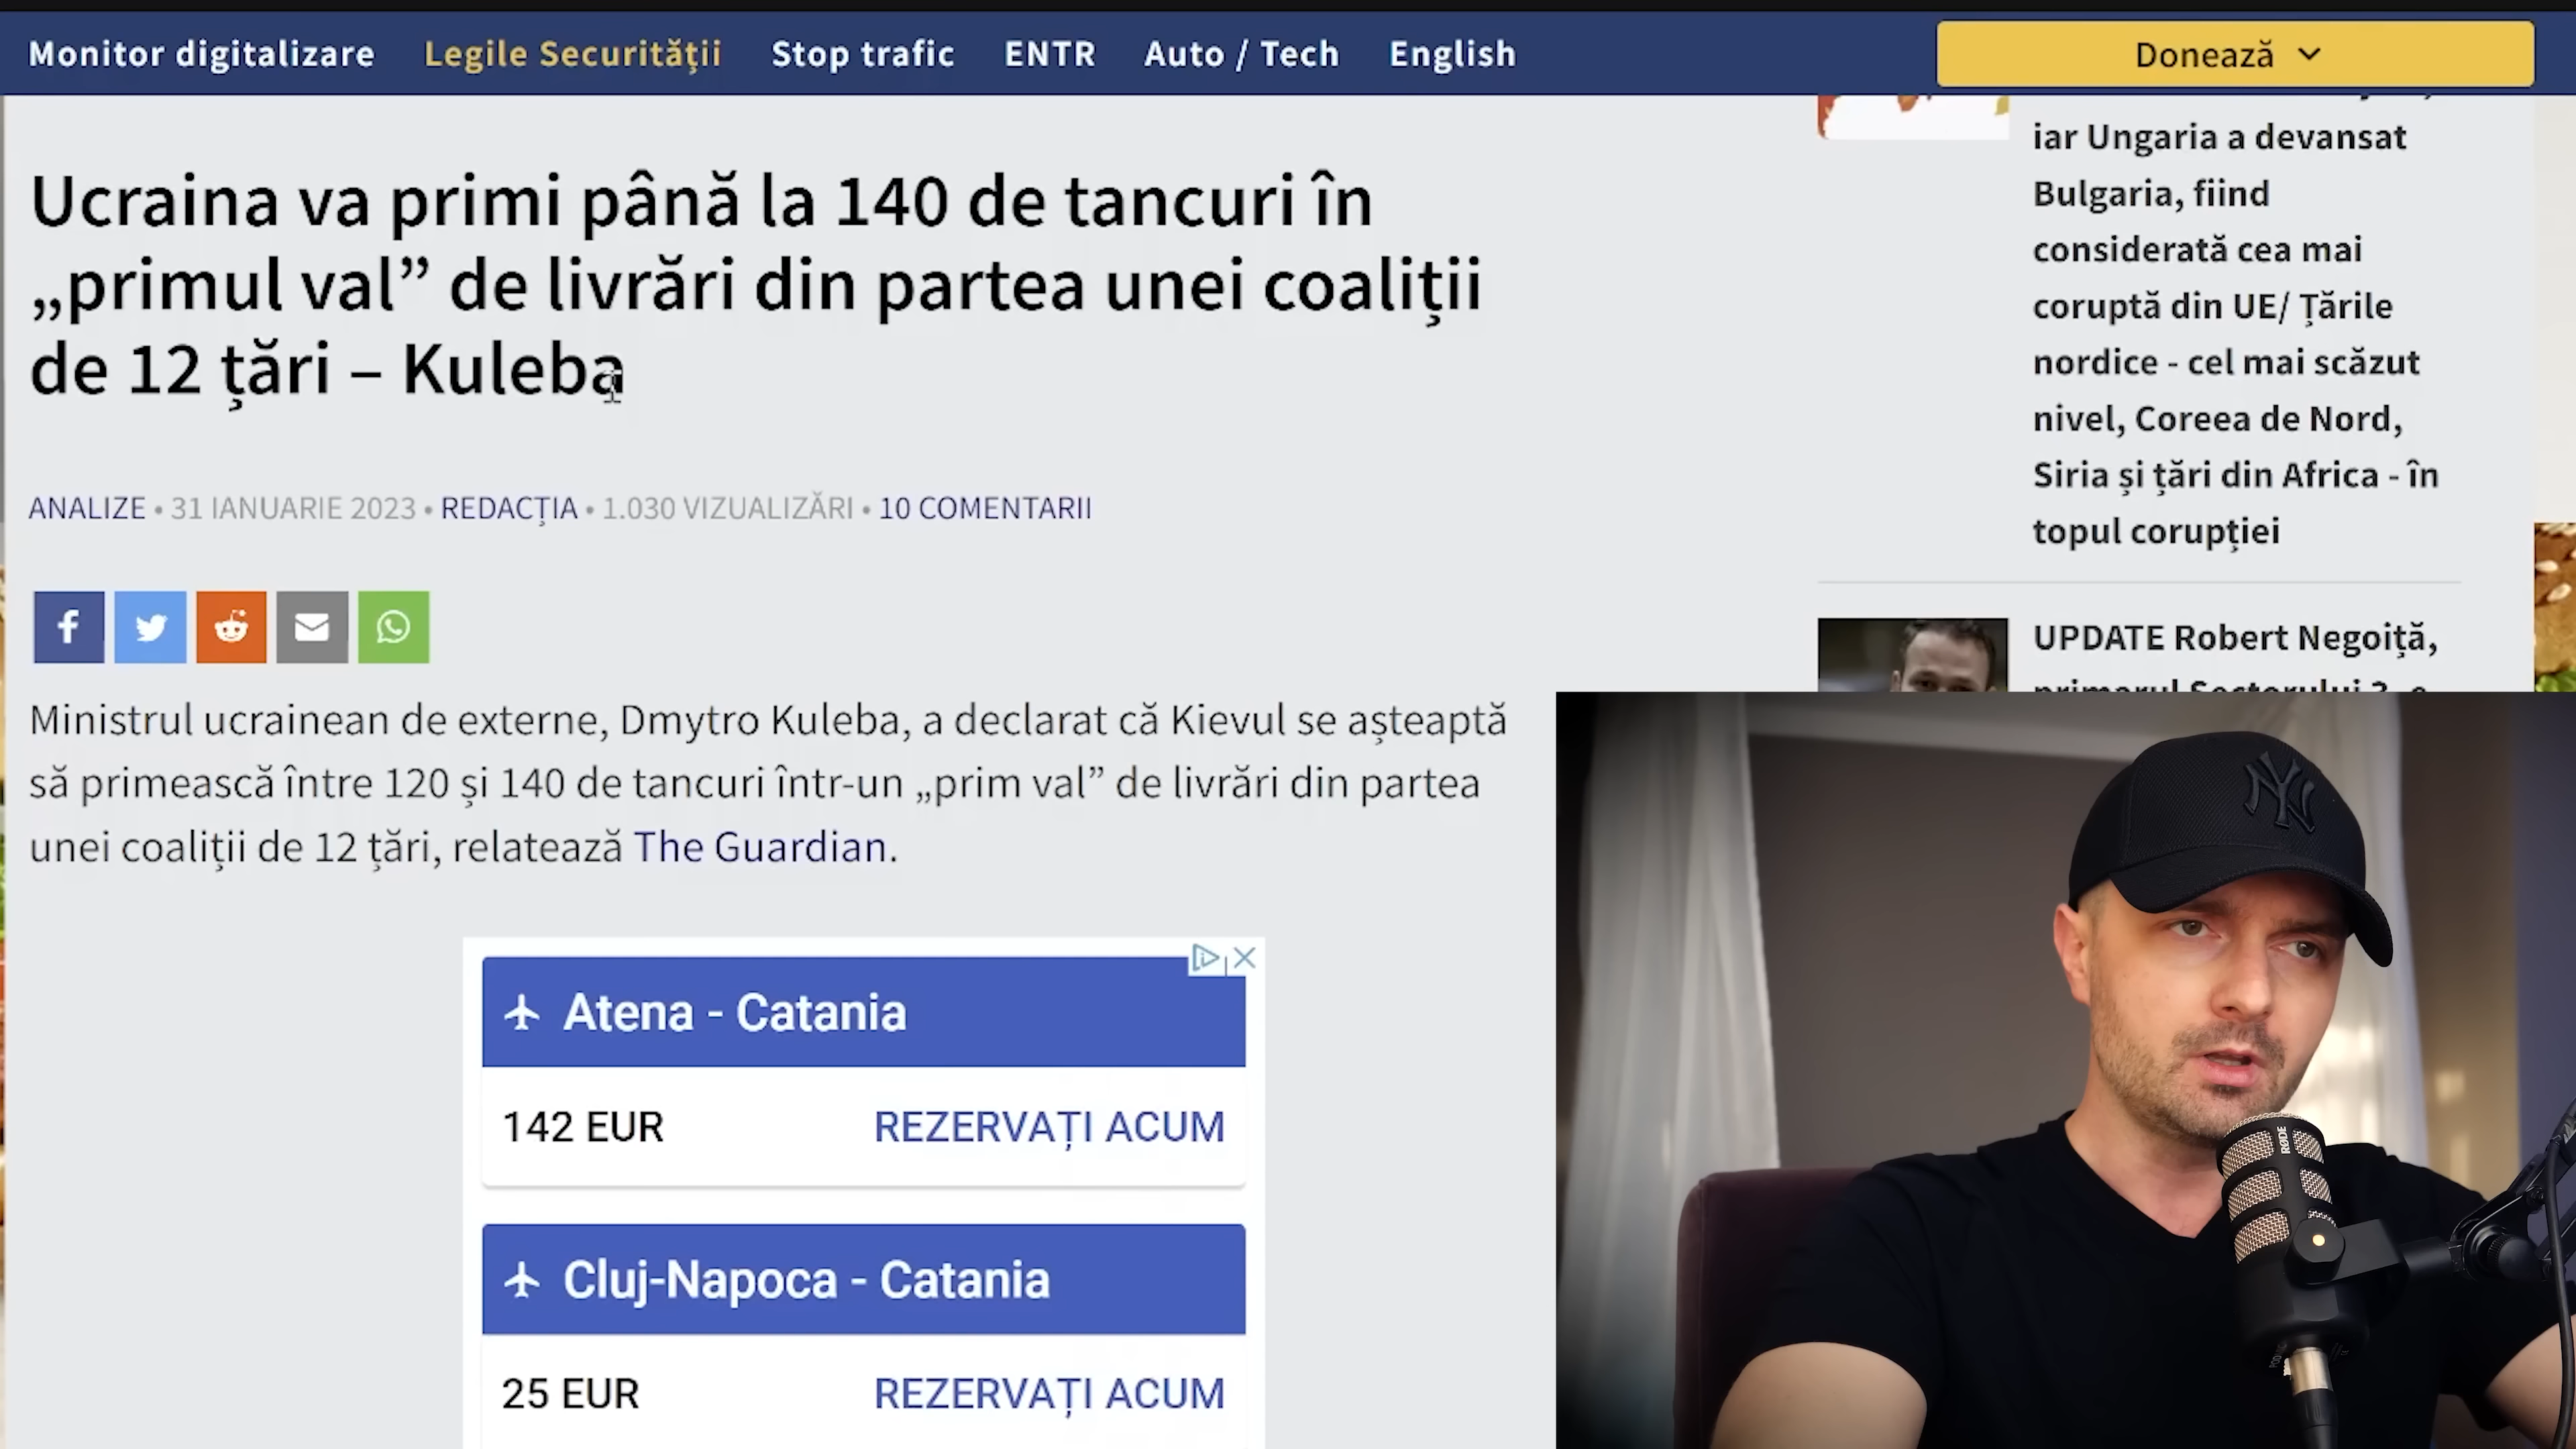 Monitor digitalizare Legile Securității Stop trafic ENTR Auto / Tech English Donează
Ucraina va primi până la 140 de tancuri în
„primul val” de livrări din partea unei coaliții
de 12 țări – Kuleba
ANALIZE • 31 IANUARIE 2023 • REDACȚIA • 1.030 VIZUALIZĂRI • 10 COMENTARII
Ministrul ucrainean de externe, Dmytro Kuleba, a declarat că Kievul se așteaptă
să primească între 120 și 140 de tancuri într-un „prim val” de livrări din partea
unei coaliții de 12 țări, relatează The Guardian.
Atena - Catania
142 EUR REZERVAȚI ACUM
Cluj-Napoca - Catania
25 EUR REZERVAȚI ACUM
iar Ungaria a devansat
Bulgaria, fiind
considerată cea mai
coruptă din UE/ Țările
nordice - cel mai scăzut
nivel, Coreea de Nord,
Siria și țări din Africa - în
topul corupției
UPDATE Robert Negoiță,
primarul Sectorului 3, a
NY
RØDE